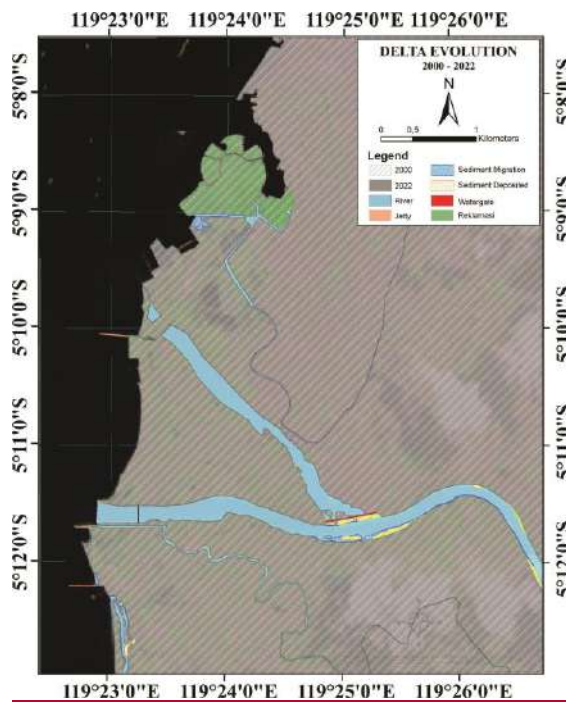 119°23'0"E 119°24'0"E 119°25'0"E 119°26'0"E
5°8'0"S
5°9'0"S
5°10'0"S
5°11'0"S
5°12'0"S
DELTA EVOLUTION
2000 - 2022
N
0 0,5 1
Kilometers
Legend
2000
2022
River
Jetty
Sediment Migration
Sediment Deposited
Watergate
Reklamasi
5°8'0"S
5°9'0"S
5°10'0"S
5°11'0"S
5°12'0"S
119°23'0"E 119°24'0"E 119°25'0"E 119°26'0"E